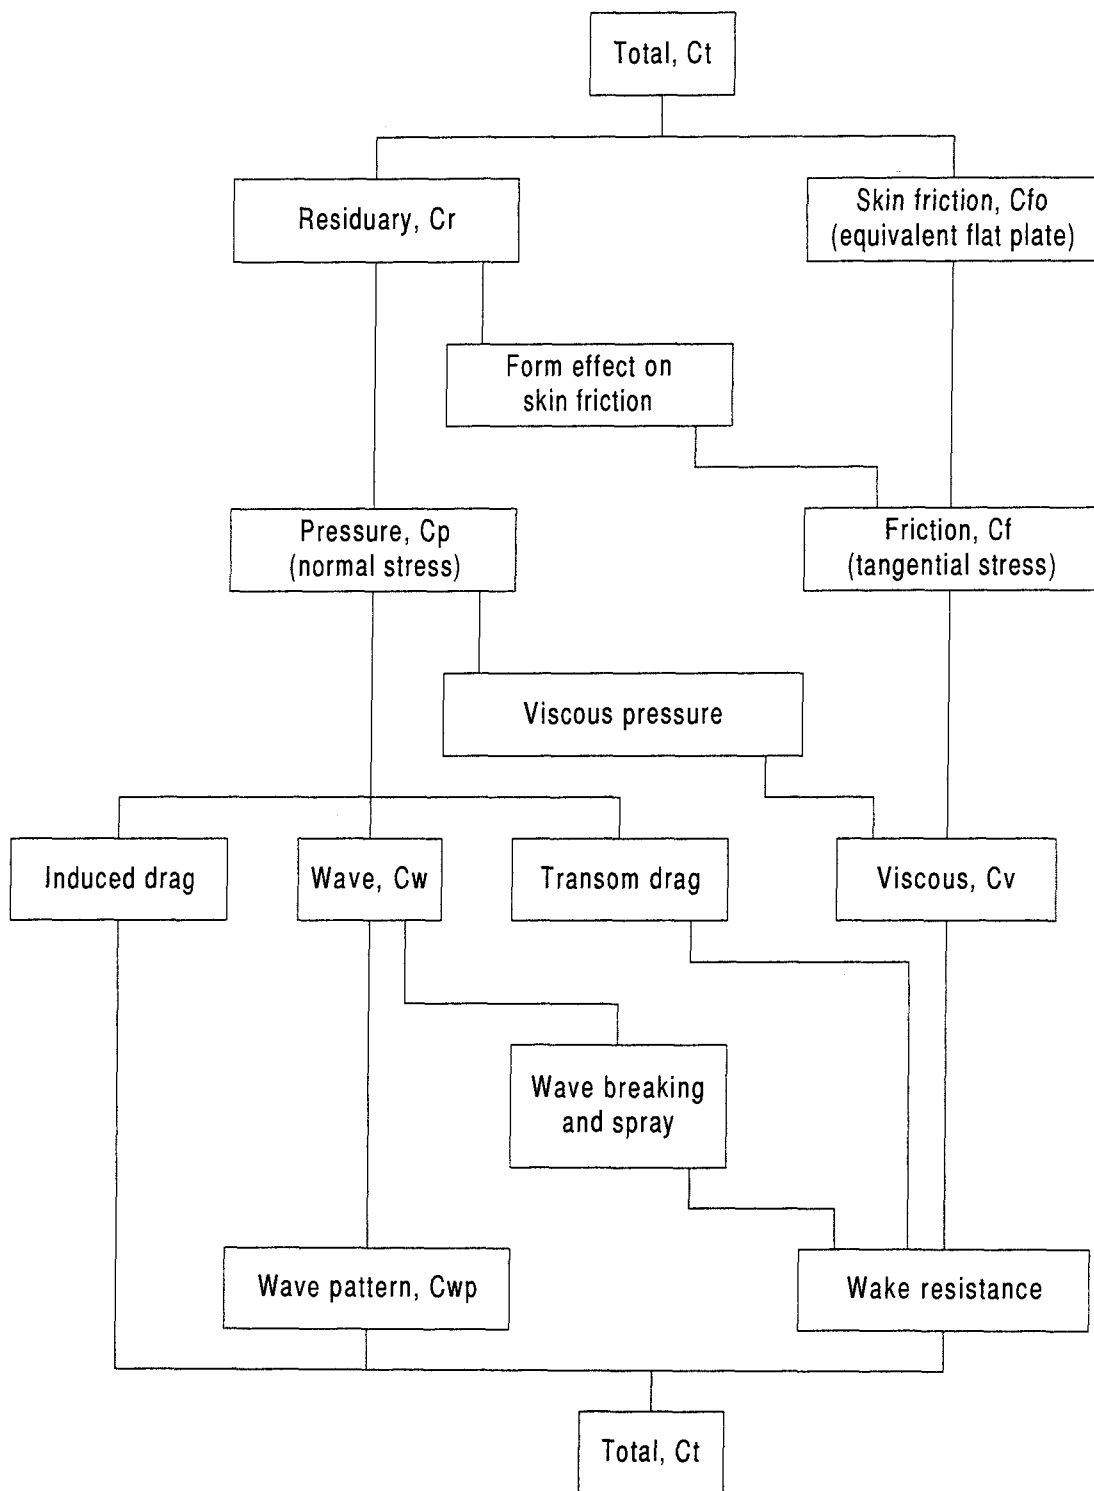 Total, Ct
Residuary, Cr
Skin friction, Cfo
(equivalent flat plate)
Form effect on
skin friction
Pressure, Cp
(normal stress)
Friction, Cf
(tangential stress)
Viscous pressure
Induced drag
Wave, Cw
Transom drag
Viscous, Cv
Wave breaking
and spray
Wave pattern, Cwp
Wake resistance
Total, Ct